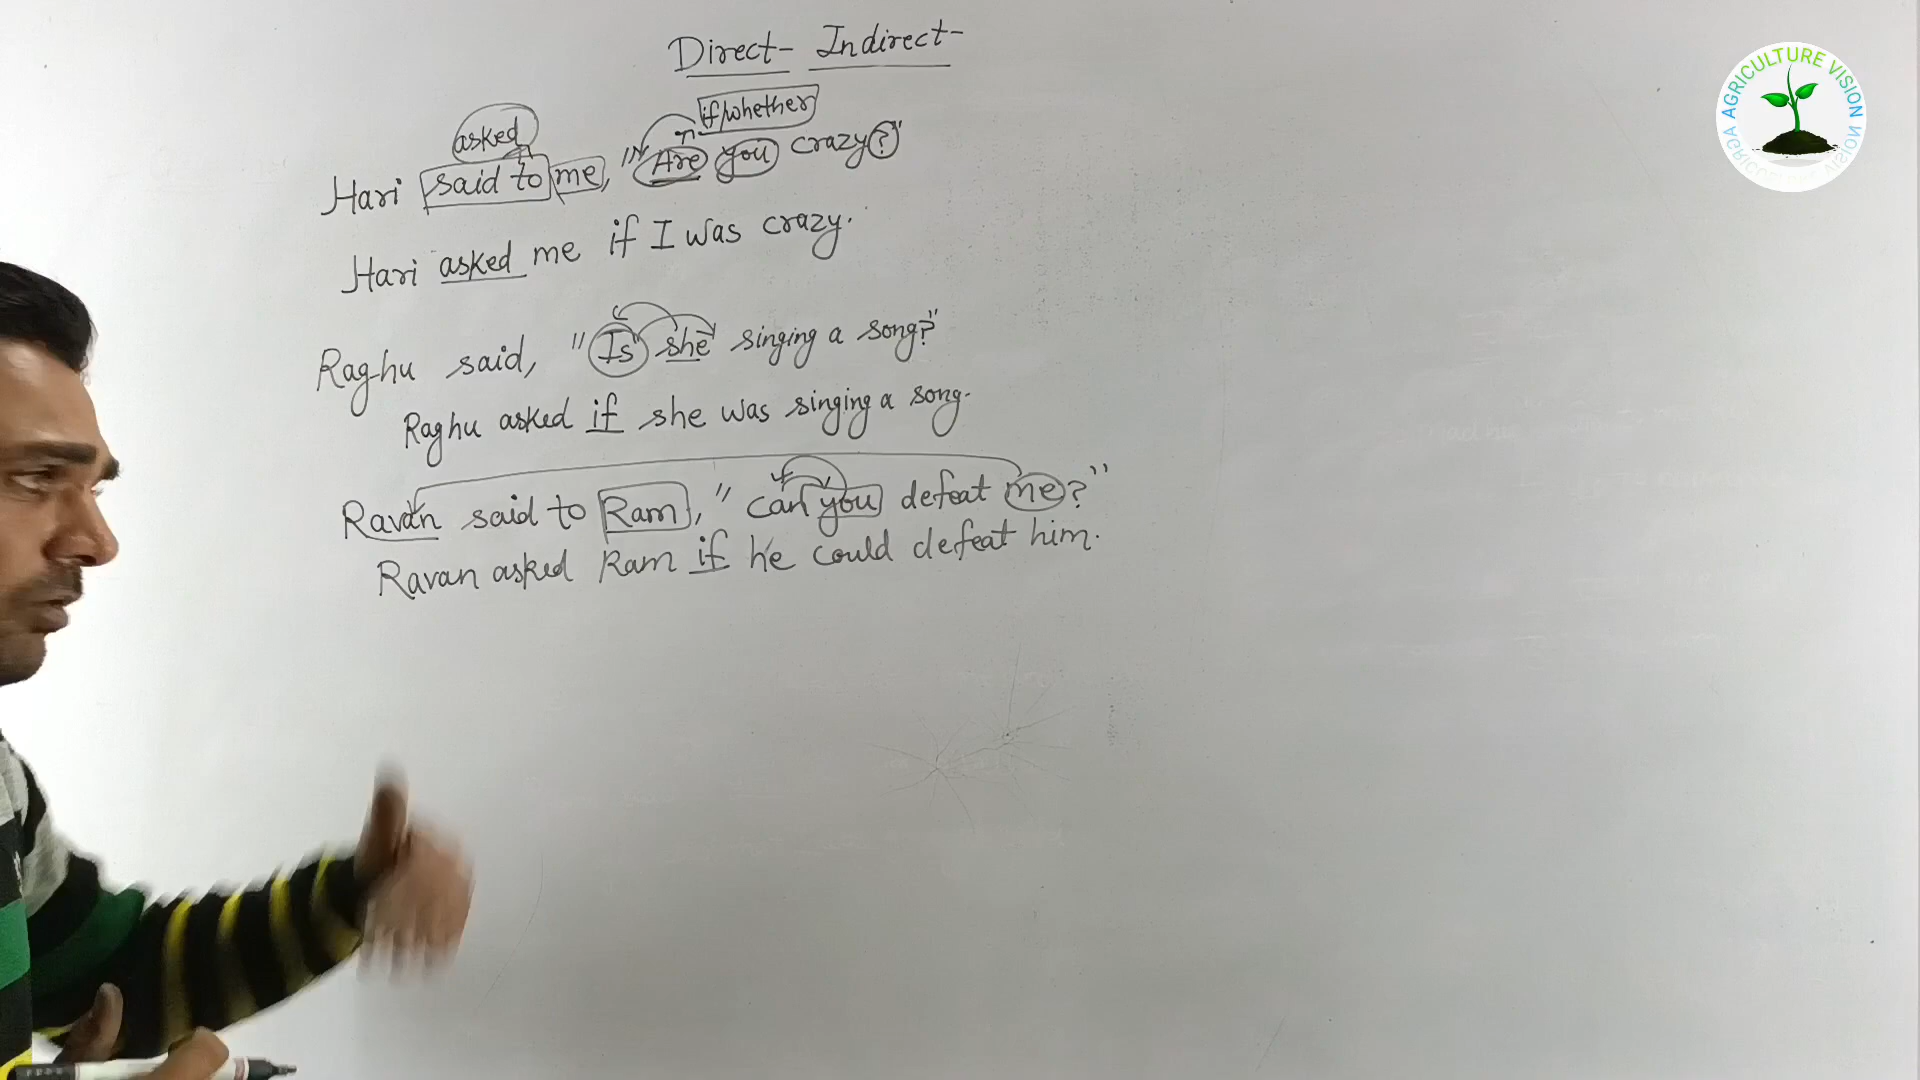 Direct- Indirect-
if/whether
asked
Hari said to me, "Are you crazy?"
Hari asked me if I was crazy.
Raghu said, "Is she singing a song?"
Raghu asked if she was singing a song.
Ravan said to Ram, "can you defeat me?"
Ravan asked Ram if he could defeat him.
AGRICULTURE VISION
AGRICULTURE VISION